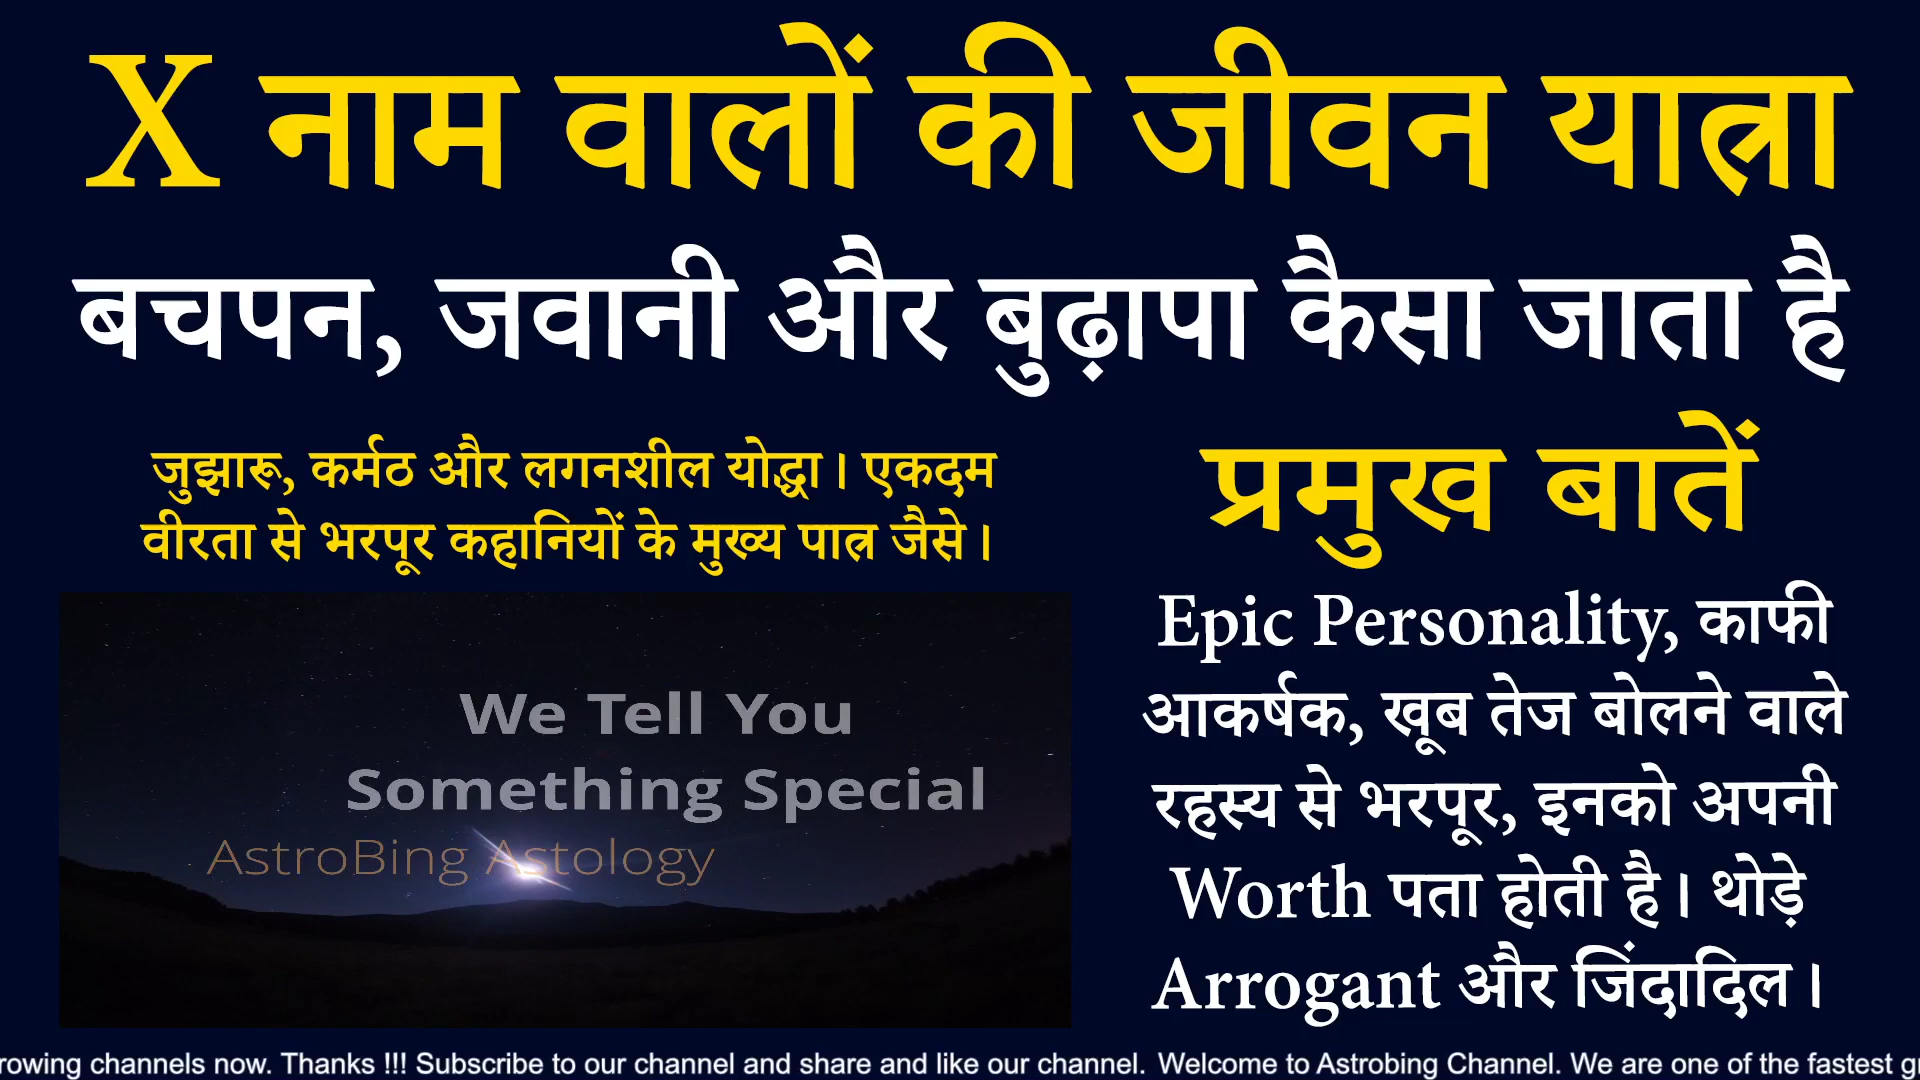 X नाम वालों की जीवन यात्रा
बचपन, जवानी और बुढ़ापा कैसा जाता है
जुझारू, कर्मठ और लगनशील योद्धा। एकदम
वीरता से भरपूर कहानियों के मुख्य पात्र जैसे।
We Tell You
Something Special
AstroBing Astology
प्रमुख बातें
Epic Personality, काफी
आकर्षक, खूब तेज बोलने वाले
रहस्य से भरपूर, इनको अपनी
Worth पता होती है। थोड़े
Arrogant और जिंदादिल।
rowing channels now. Thanks !!! Subscribe to our channel and share and like our channel. Welcome to Astrobing Channel. We are one of the fastest g